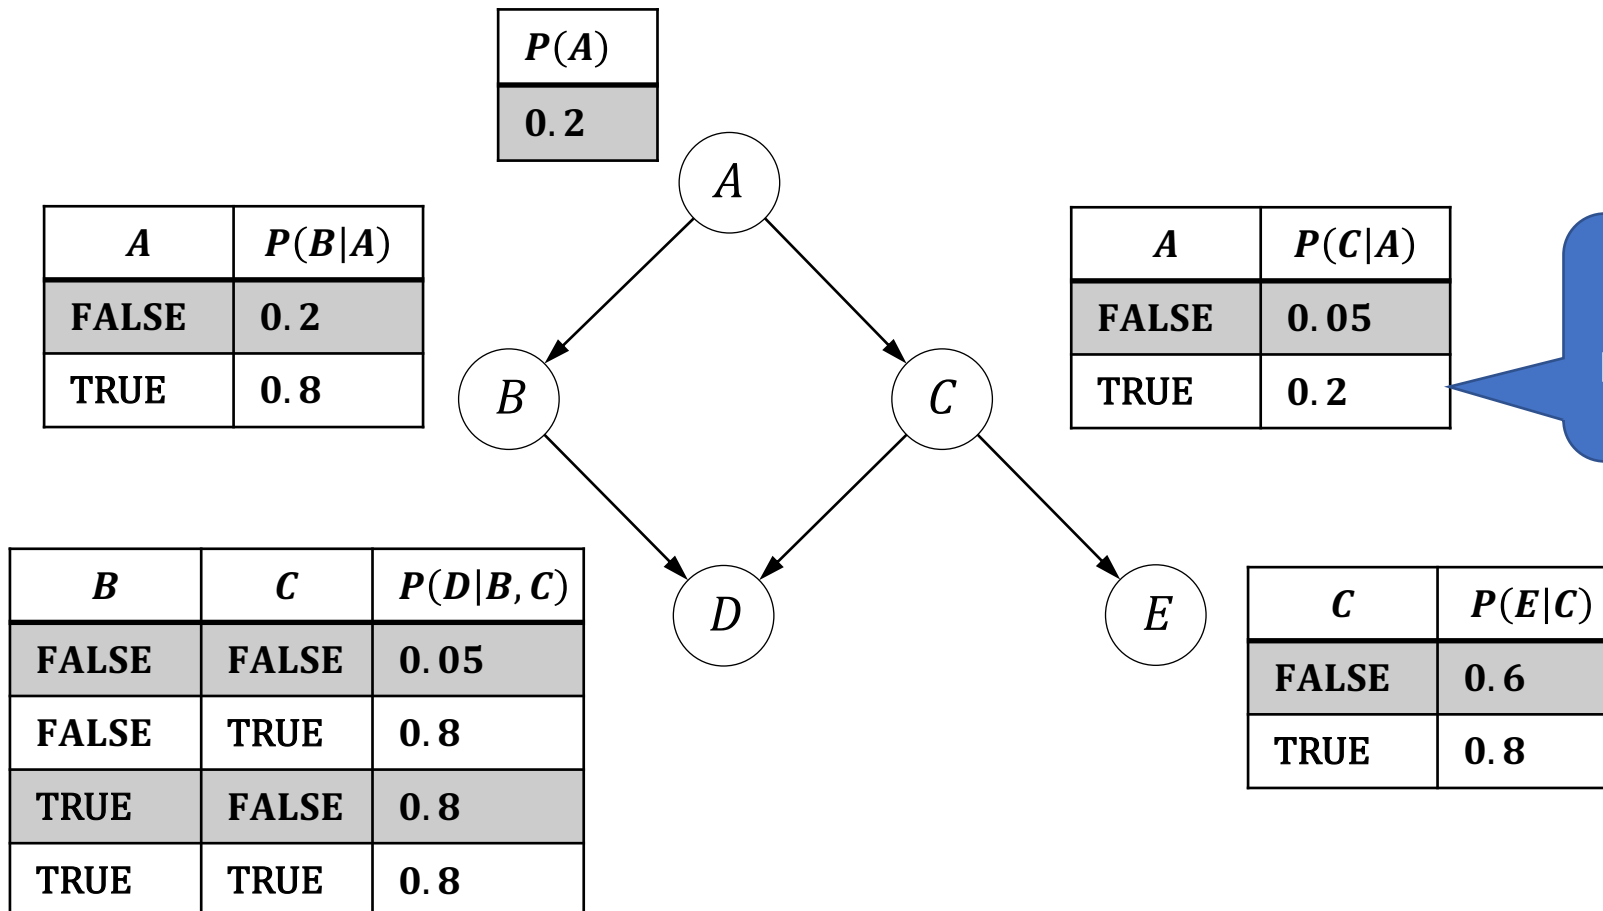 P(A)
0.2
A
A P(B|A)
FALSE 0.2
TRUE 0.8
A P(C|A)
FALSE 0.05
TRUE 0.2
B
C
B C P(D|B,C)
FALSE FALSE 0.05
FALSE TRUE 0.8
TRUE FALSE 0.8
TRUE TRUE 0.8
D
E
C P(E|C)
FALSE 0.6
TRUE 0.8